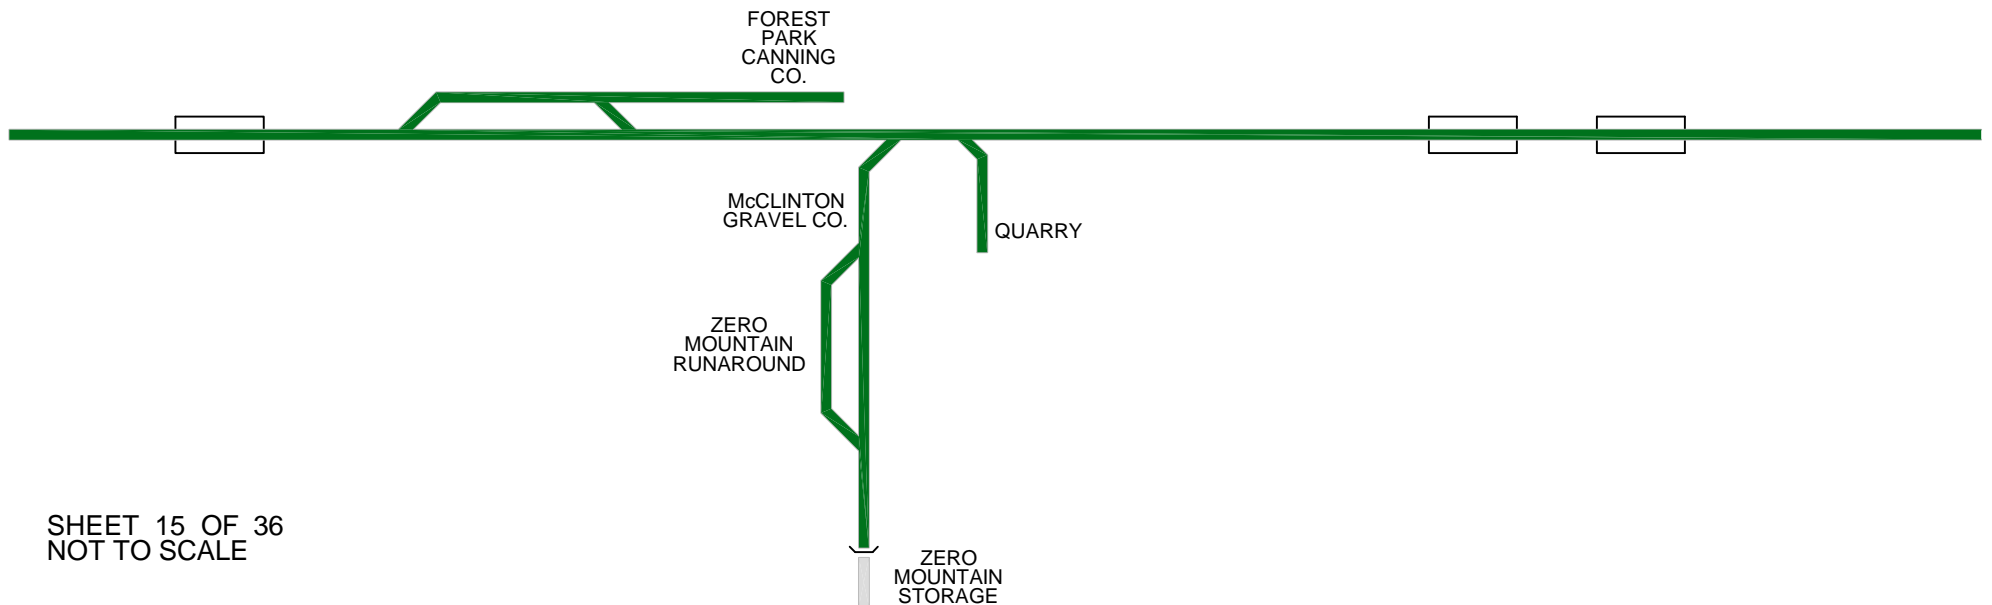 FOREST
PARK
CANNING
CO.
McCLINTON
GRAVEL CO.
QUARRY
ZERO
MOUNTAIN
RUNAROUND
SHEET 15 OF 36
NOT TO SCALE
ZERO
MOUNTAIN
STORAGE